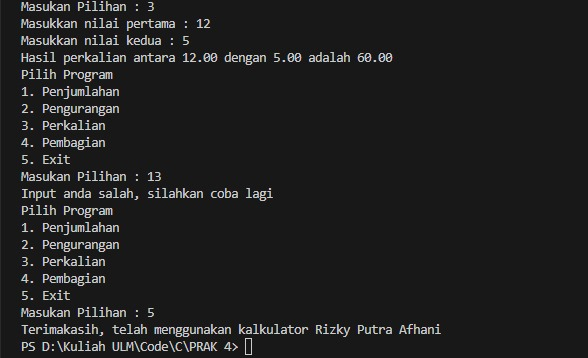 Masukan Pilihan : 3
Masukkan nilai pertama : 12
Masukkan nilai kedua : 5
Hasil perkalian antara 12.00 dengan 5.00 adalah 60.00
Pilih Program
1. Penjumlahan
2. Pengurangan
3. Perkalian
4. Pembagian
5. Exit
Masukan Pilihan : 13
Input anda salah, silahkan coba lagi
Pilih Program
1. Penjumlahan
2. Pengurangan
3. Perkalian
4. Pembagian
5. Exit
Masukan Pilihan : 5
Terimakasih, telah menggunakan kalkulator Rizky Putra Afhani
PS D:\Kuliah ULM\Code\C\PRAK 4>